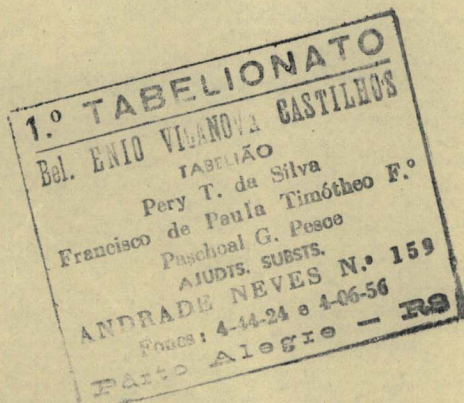 1.º TABELIONATO
Bel. ENIO VILANOVA CASTILHOS
TABELIÃO
Pery T. da Silva
Francisco de Paula Timótheo F.º
Paschoal G. Pesce
AJUDTS. SUBSTS.
ANDRADE NEVES N.º 159
Fones: 4-44-24 e 4-06-56
Pôrto Alegre — RS